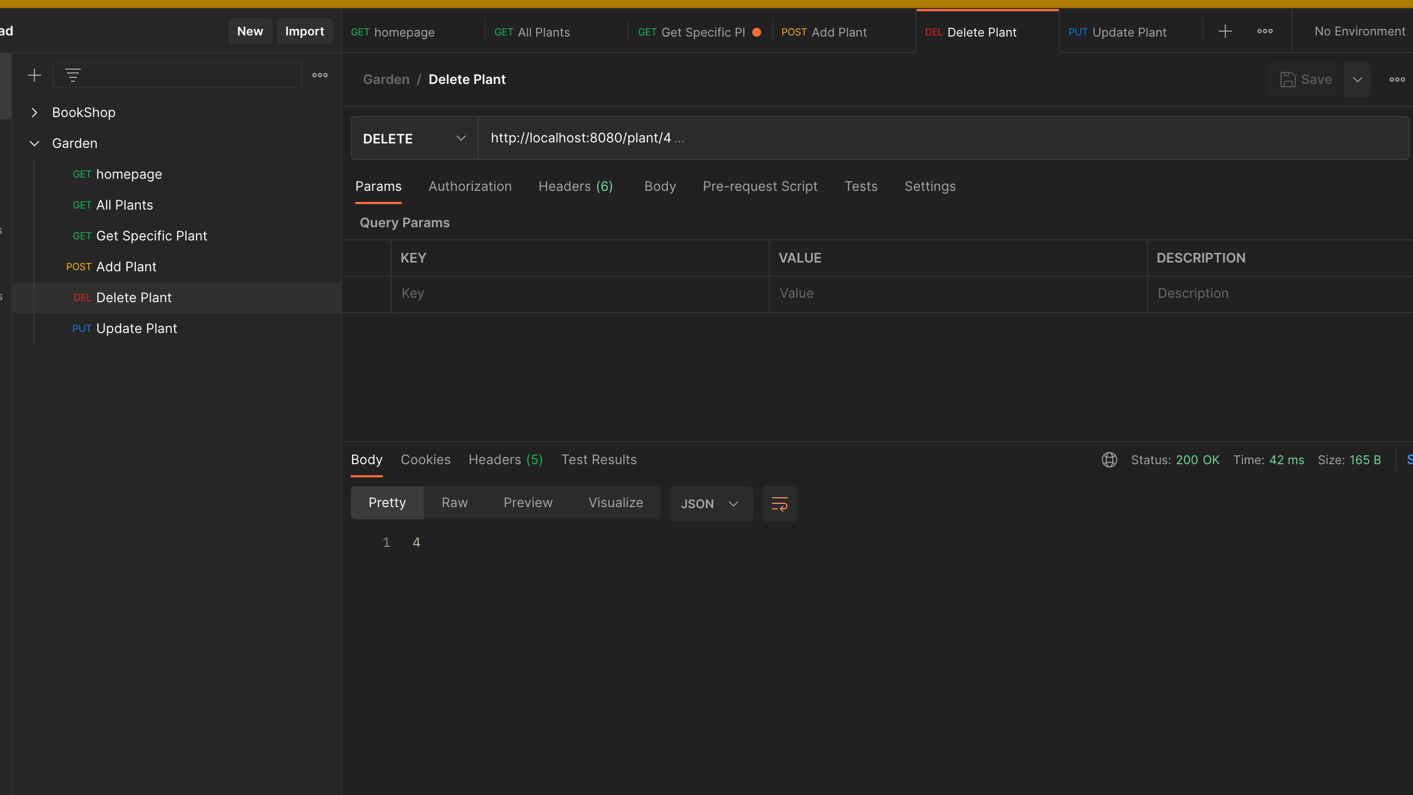 ad
New
Import
GET homepage
GET All Plants
GET Get Specific Pl
POST Add Plant
DEL Delete Plant
PUT Update Plant
No Environment
BookShop
Garden
GET homepage
GET All Plants
GET Get Specific Plant
POST Add Plant
DEL Delete Plant
PUT Update Plant
s
s
Garden / Delete Plant
Save
DELETE
http://localhost:8080/plant/4 ...
Params Authorization Headers (6) Body Pre-request Script Tests Settings
Query Params
KEY VALUE DESCRIPTION
Key Value Description
Body Cookies Headers (5) Test Results
Status: 200 OK Time: 42 ms Size: 165 B
S
Pretty Raw Preview Visualize JSON
1 4